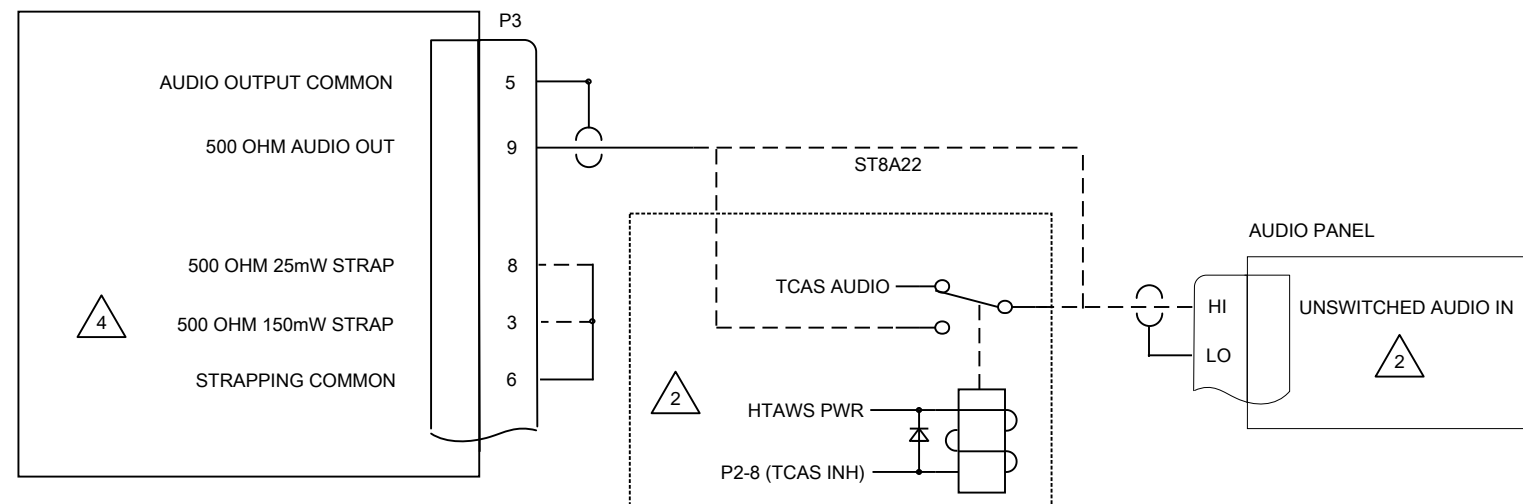 P3
AUDIO OUTPUT COMMON 5
500 OHM AUDIO OUT 9
ST8A22
AUDIO PANEL
500 OHM 25mW STRAP 8
TCAS AUDIO
4
500 OHM 150mW STRAP 3
HI UNSWITCHED AUDIO IN
LO
2
STRAPPING COMMON 6
2
HTAWS PWR
P2-8 (TCAS INH)